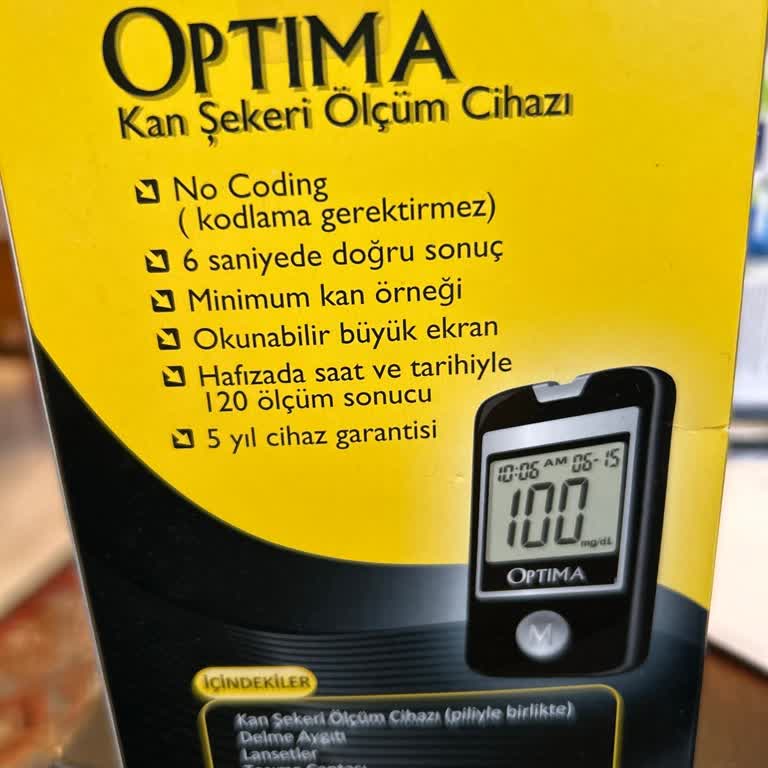 OPTIMA
Kan Şekeri Ölçüm Cihazı
No Coding
( kodlama gerektirmez)
6 saniyede doğru sonuç
Minimum kan örneği
Okunabilir büyük ekran
Hafızada saat ve tarihiyle
120 ölçüm sonucu
5 yıl cihaz garantisi
10:06 AM 06-15
100
mg/dL
OPTIMA
M
İÇİNDEKİLER
Kan Şekeri Ölçüm Cihazı (piliyle birlikte)
Delme Aygıtı
Lansetler